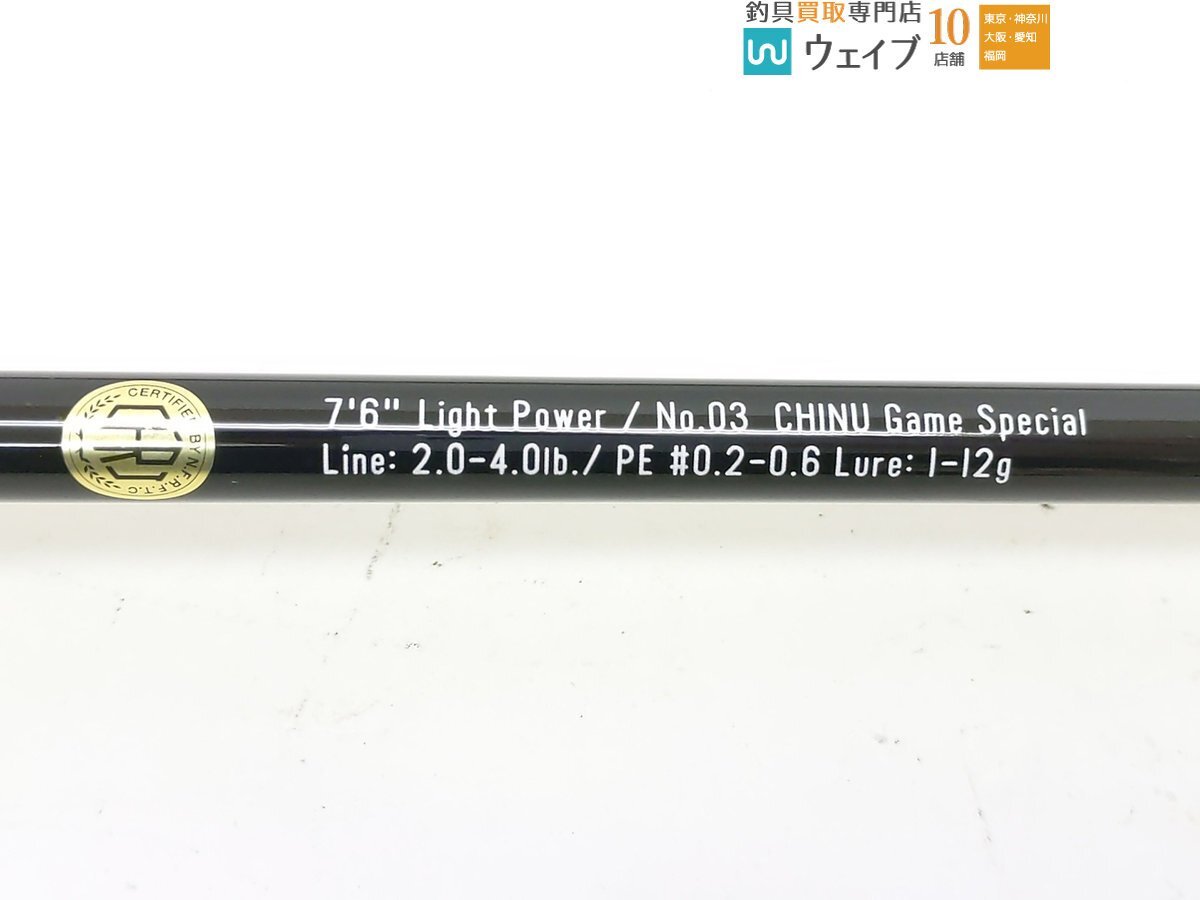 釣具買取専門店
ウェイブ
10
店舗
東京・神奈川
大阪・愛知
福岡
CERTIFIED BY N.F.R.F.T.C
7'6" Light Power / No.03 CHINU Game Special
Line: 2.0-4.0lb./ PE #0.2-0.6 Lure: 1-12g